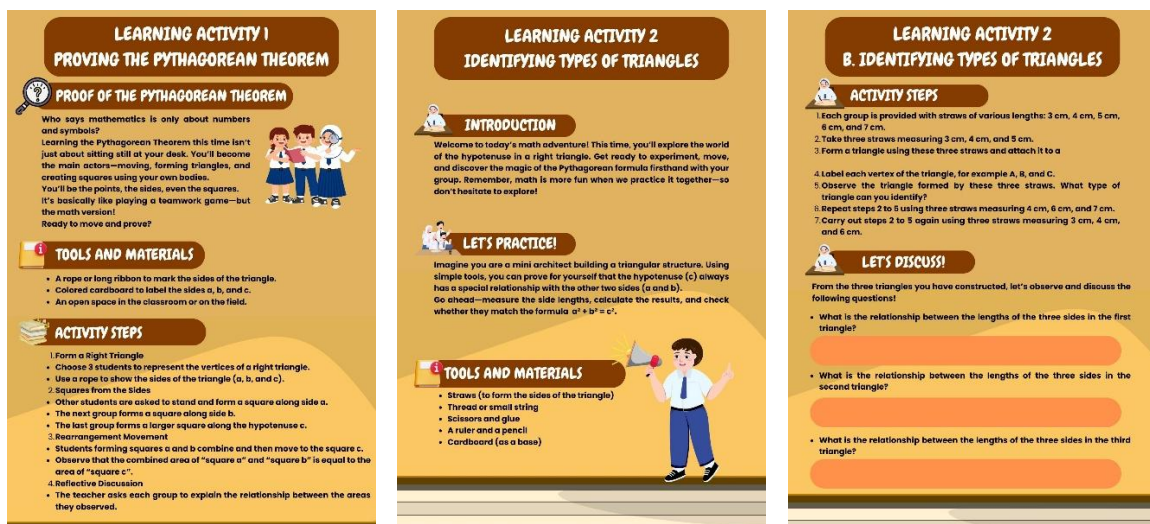 LEARNING ACTIVITY 1
PROVING THE PYTHAGOREAN THEOREM
PROOF OF THE PYTHAGOREAN THEOREM
Who says mathematics is only about numbers
and symbols?
Learning the Pythagorean Theorem this time isn't
just about sitting still at your desk. You'll become
the main actors—moving, forming triangles, and
creating squares using your own bodies.
You'll be the points, the sides, even the squares.
It's basically like playing a teamwork game—but
the math version!
Ready to move and prove?
TOOLS AND MATERIALS
• A rope or long ribbon to mark the sides of the triangle.
• Colored cardboard to label the sides a, b, and c.
• An open space in the classroom or on the field.
ACTIVITY STEPS
1.Form a Right Triangle
• Choose 3 students to represent the vertices of a right triangle.
• Use a rope to show the sides of the triangle (a, b, and c).
2.Squares from the Sides
• Other students are asked to stand and form a square along side a.
• The next group forms a square along side b.
• The last group forms a larger square along the hypotenuse c.
3.Rearrangement Movement
• Students forming squares a and b combine and then move to the square c.
• Observe that the combined area of "square a" and "square b" is equal to the
area of "square c".
4.Reflective Discussion
• The teacher asks each group to explain the relationship between the areas
they observed.
LEARNING ACTIVITY 2
IDENTIFYING TYPES OF TRIANGLES
INTRODUCTION
Welcome to today's math adventure! This time, you'll explore the world
of the hypotenuse in a right triangle. Get ready to experiment, move,
and discover the magic of the Pythagorean formula firsthand with your
group. Remember, math is more fun when we practice it together—so
don't hesitate to explore!
LET'S PRACTICE!
Imagine you are a mini architect building a triangular structure. Using
simple tools, you can prove for yourself that the hypotenuse (c) always
has a special relationship with the other two sides (a and b).
Go ahead—measure the side lengths, calculate the results, and check
whether they match the formula a² + b² = c².
TOOLS AND MATERIALS
• Straws (to form the sides of the triangle)
• Thread or small string
• Scissors and glue
• A ruler and a pencil
• Cardboard (as a base)
LEARNING ACTIVITY 2
B. IDENTIFYING TYPES OF TRIANGLES
ACTIVITY STEPS
1.Each group is provided with straws of various lengths: 3 cm, 4 cm, 5 cm,
6 cm, and 7 cm.
2.Take three straws measuring 3 cm, 4 cm, and 5 cm.
3.Form a triangle using these three straws and attach it to a
4.Label each vertex of the triangle, for example A, B, and C.
5.Observe the triangle formed by these three straws. What type of
triangle can you identify?
6.Repeat steps 2 to 5 using three straws measuring 4 cm, 6 cm, and 7 cm.
7.Carry out steps 2 to 5 again using three straws measuring 3 cm, 4 cm,
and 6 cm.
LET'S DISCUSS!
From the three triangles you have constructed, let's observe and discuss the
following questions!
• What is the relationship between the lengths of the three sides in the first
triangle?
• What is the relationship between the lengths of the three sides in the
second triangle?
• What is the relationship between the lengths of the three sides in the third
triangle?